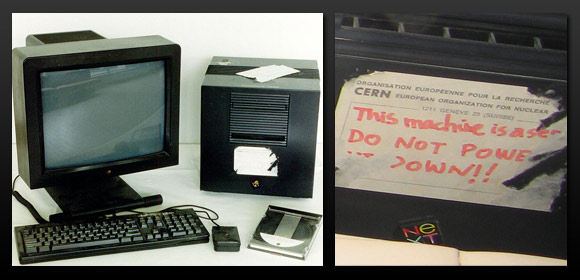 ORGANISATION EUROPÉENNE POUR LA RECHERCHE
CERN EUROPEAN ORGANIZATION FOR NUCLEAR
1211 GENEVE 23 (SUISSE)
This machine is a ser
DO NOT POWE
DOWN!!
NeXT